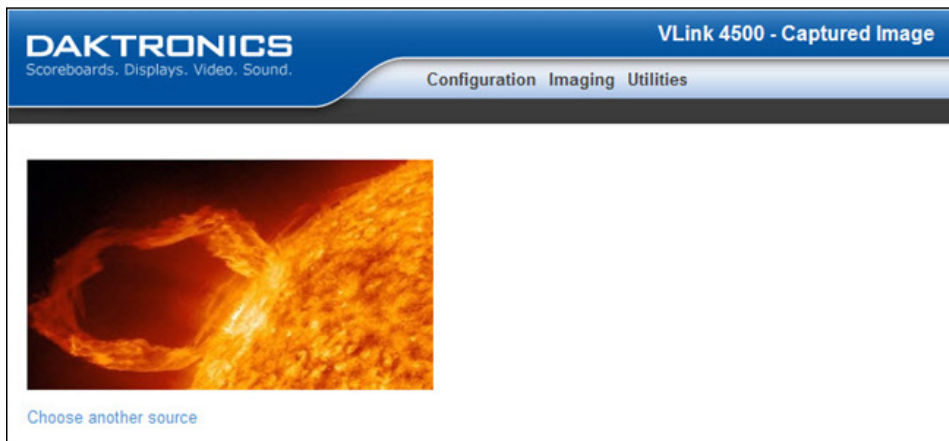 DAKTRONICS
VLink 4500 - Captured Image
Scoreboards. Displays. Video. Sound.
Configuration Imaging Utilities
Choose another source